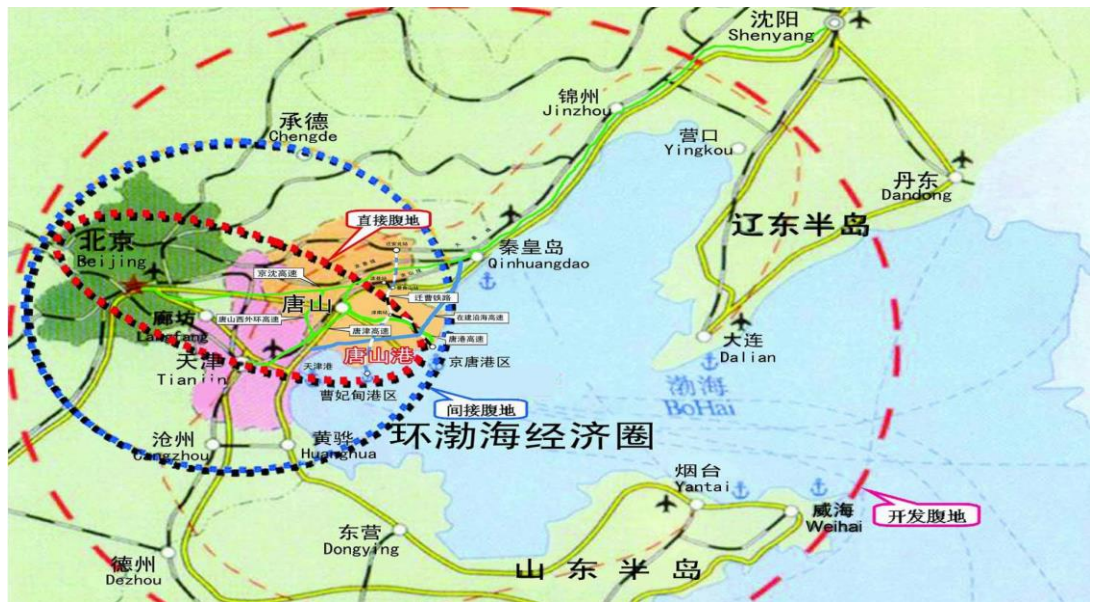 沈阳
Shenyang
锦州
Jinzhou
营口
Yingkou
承德
Chengde
丹东
Dandong
直接腹地
辽东半岛
北京
Beijing
秦皇岛
Qinhuangdao
京沈高速
迁曹铁路
唐山
廊坊
Langfang
唐山西外环高速
在建沿海高速
唐津高速
唐港高速
大连
Dalian
天津
Tianjin
唐山港
天津港
京唐港区
曹妃甸港区
渤海
BoHai
间接腹地
沧州
Cangzhou
黄骅
Huanghua
环渤海经济圈
烟台
Yantai
威海
Weihai
开发腹地
东营
Dongying
德州
Dezhou
山东半岛